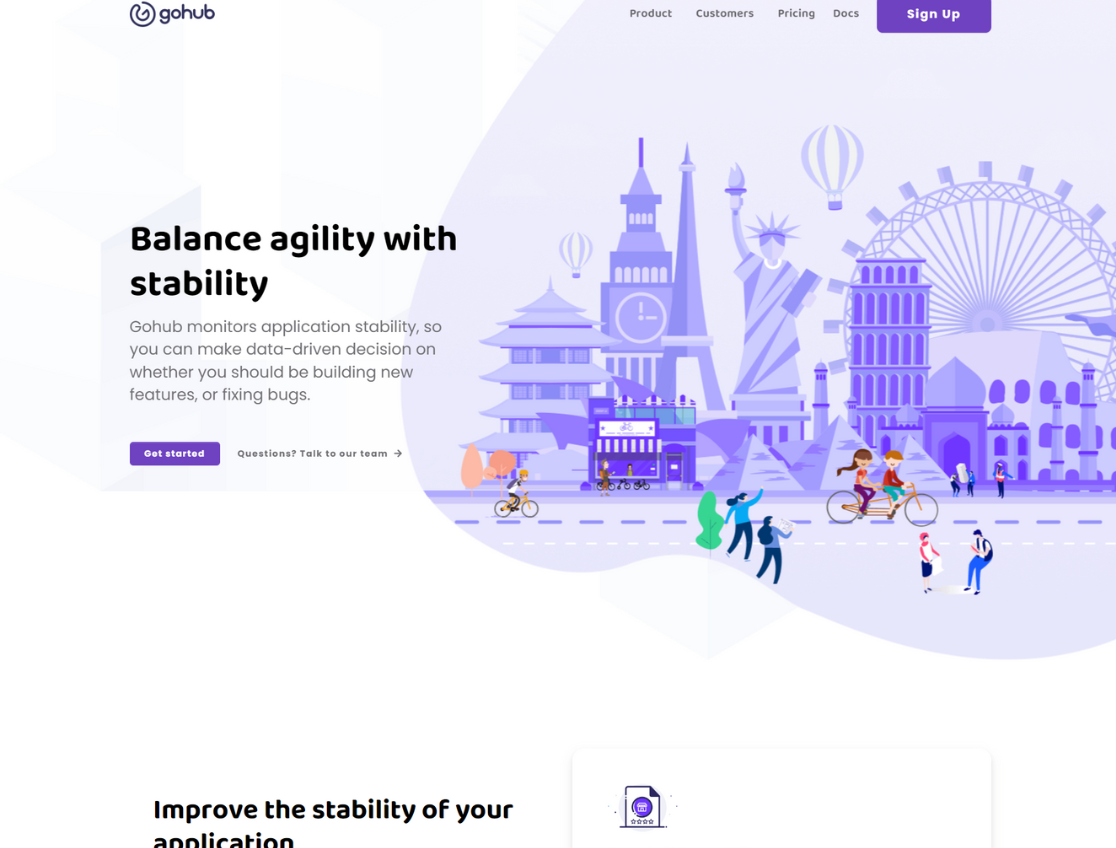 gohub
Product Customers Pricing Docs Sign Up
Balance agility with
stability
Gohub monitors application stability, so
you can make data-driven decision on
whether you should be building new
features, or fixing bugs.
Get started Questions? Talk to our team →
Improve the stability of your
application